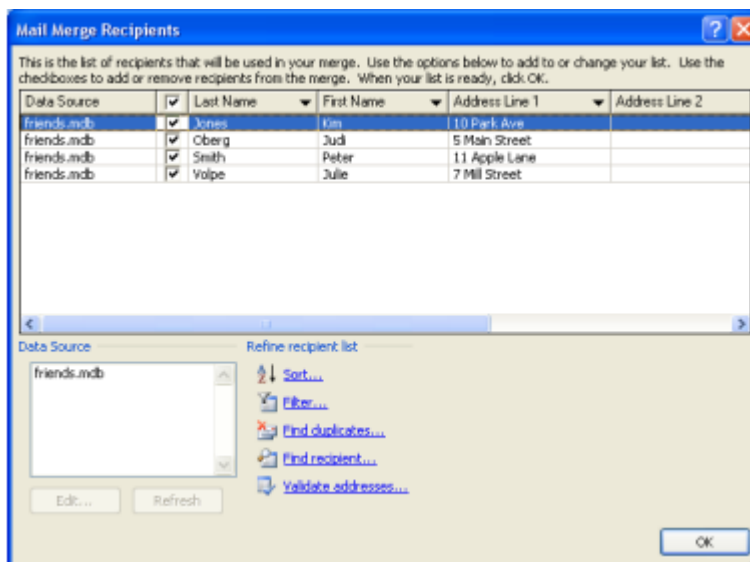 Mail Merge Recipients
This is the list of recipients that will be used in your merge. Use the options below to add to or change your list. Use the
checkboxes to add or remove recipients from the merge. When your list is ready, click OK.
Data Source Last Name First Name Address Line 1 Address Line 2
friends.mdb Jones Kim 10 Park Ave
friends.mdb Oberg Judi 5 Main Street
friends.mdb Smith Peter 11 Apple Lane
friends.mdb Volpe Julie 7 Mill Street
Data Source Refine recipient list
friends.mdb
Sort...
Filter...
Find duplicates...
Find recipient...
Validate addresses...
Edit... Refresh
OK